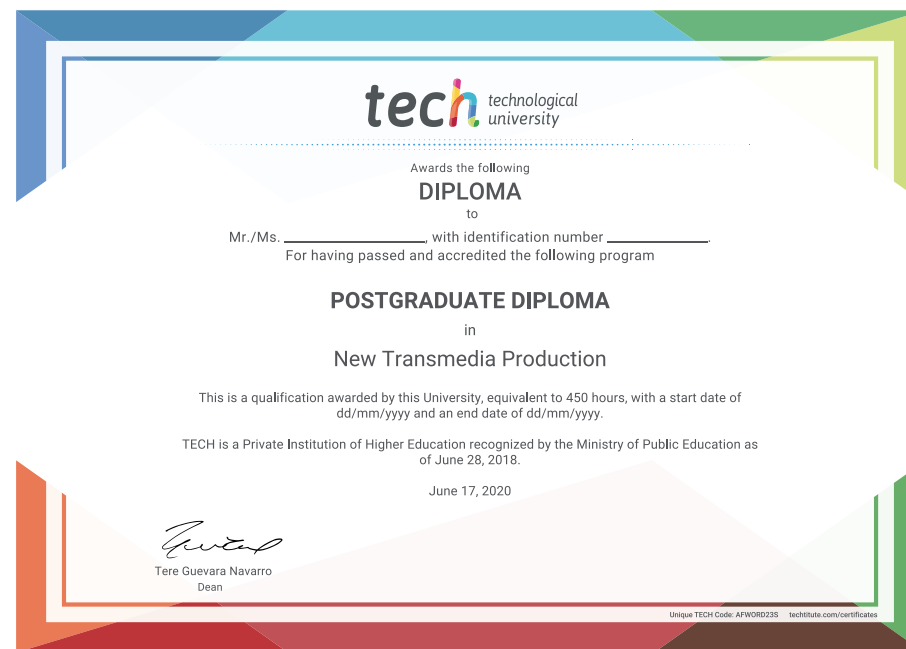 tech technological
university
Awards the following
DIPLOMA
to
Mr./Ms. ____________________, with identification number ______________.
For having passed and accredited the following program
POSTGRADUATE DIPLOMA
in
New Transmedia Production
This is a qualification awarded by this University, equivalent to 450 hours, with a start date of
dd/mm/yyyy and an end date of dd/mm/yyyy.
TECH is a Private Institution of Higher Education recognized by the Ministry of Public Education as
of June 28, 2018.
June 17, 2020
Tere Guevara Navarro
Dean
Unique TECH Code: AFWORD23S techtitute.com/certificates